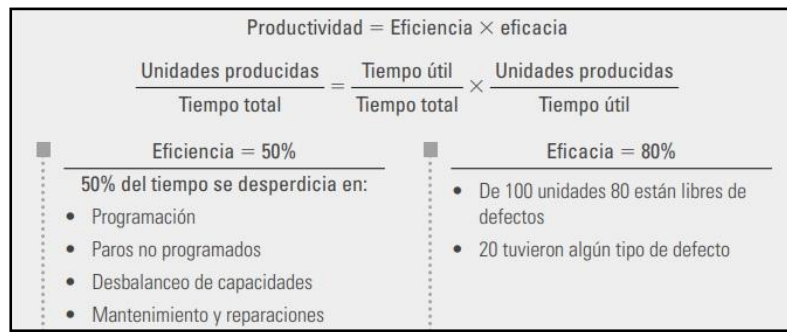 Productividad = Eficiencia × eficacia
Unidades producidas / Tiempo total = Tiempo útil / Tiempo total × Unidades producidas / Tiempo útil
Eficiencia = 50%
50% del tiempo se desperdicia en:
• Programación
• Paros no programados
• Desbalanceo de capacidades
• Mantenimiento y reparaciones
Eficacia = 80%
• De 100 unidades 80 están libres de
defectos
• 20 tuvieron algún tipo de defecto